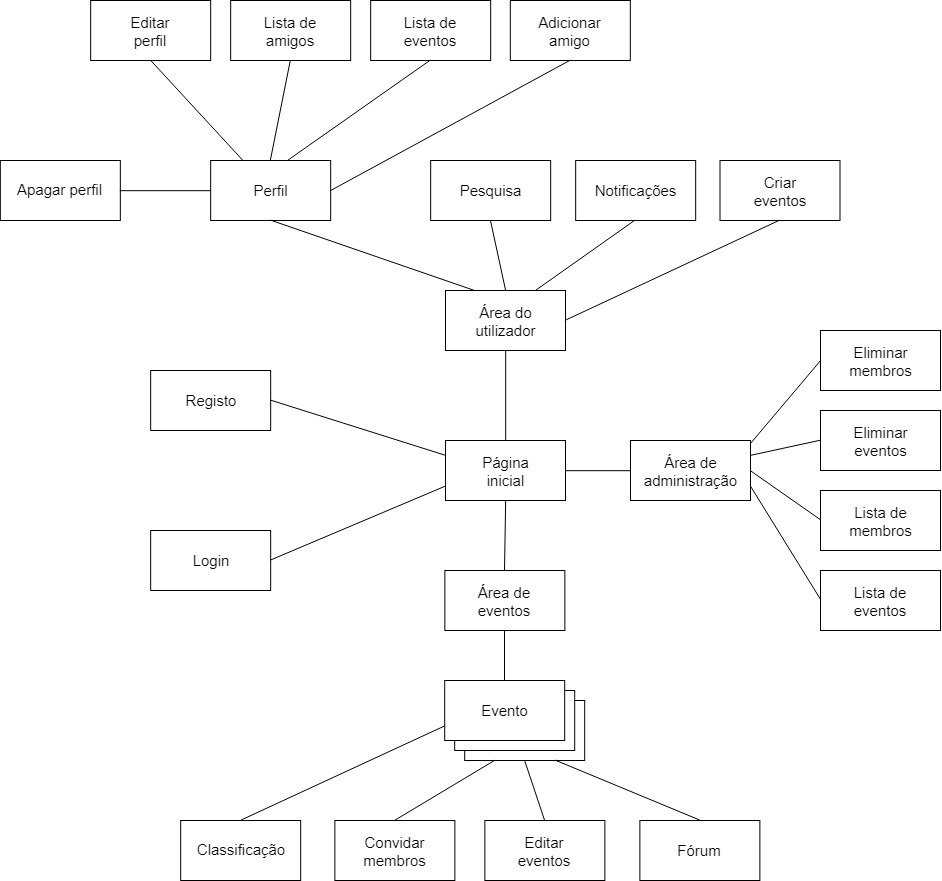 Editar
perfil
Lista de
amigos
Lista de
eventos
Adicionar
amigo
Apagar perfil
Perfil
Pesquisa
Notificações
Criar
eventos
Área do
utilizador
Registo
Página
inicial
Área de
administração
Eliminar
membros
Eliminar
eventos
Lista de
membros
Lista de
eventos
Login
Área de
eventos
Evento
Classificação
Convidar
membros
Editar
eventos
Fórum